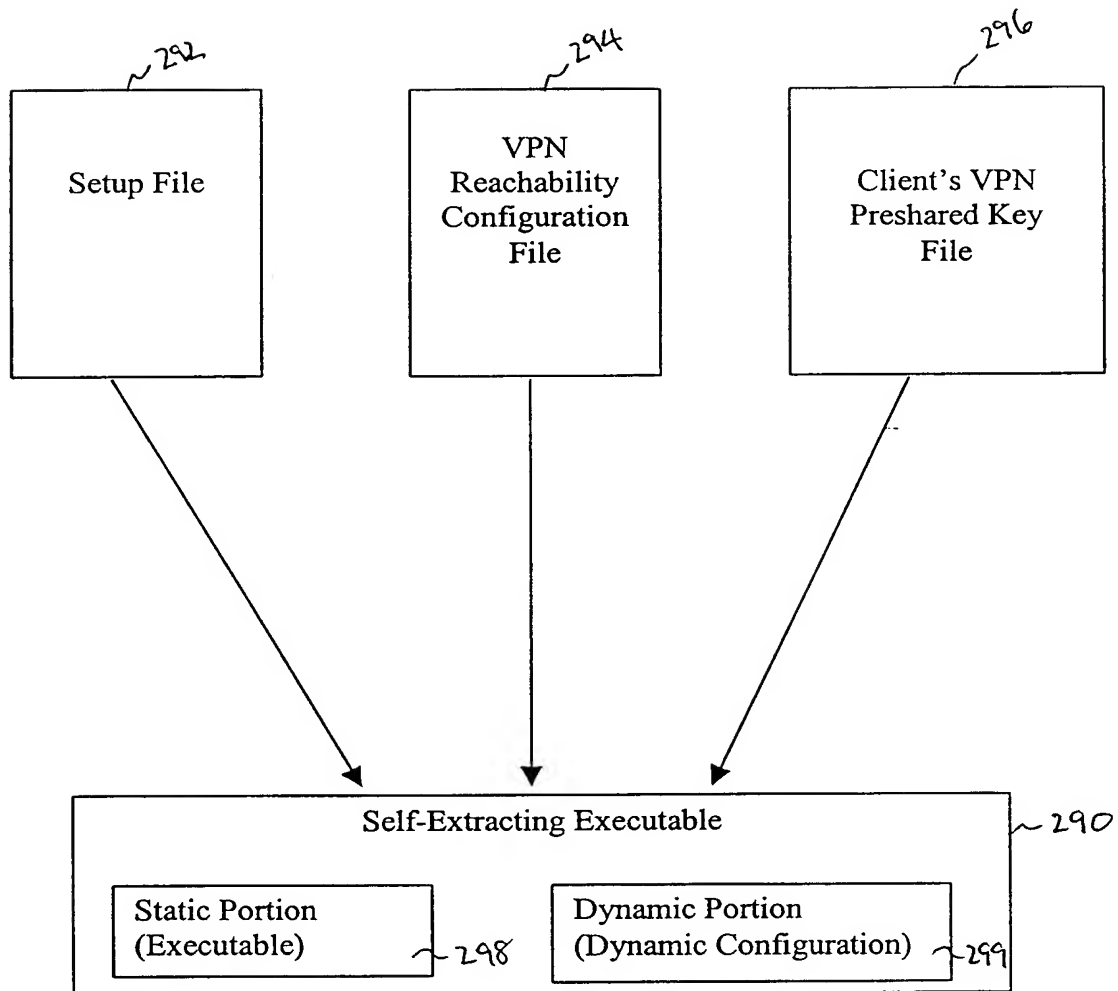 292
294
296
Setup File
VPN
Reachability
Configuration
File
Client's VPN
Preshared Key
File
Self-Extracting Executable
290
Static Portion
(Executable)
298
Dynamic Portion
(Dynamic Configuration)
299